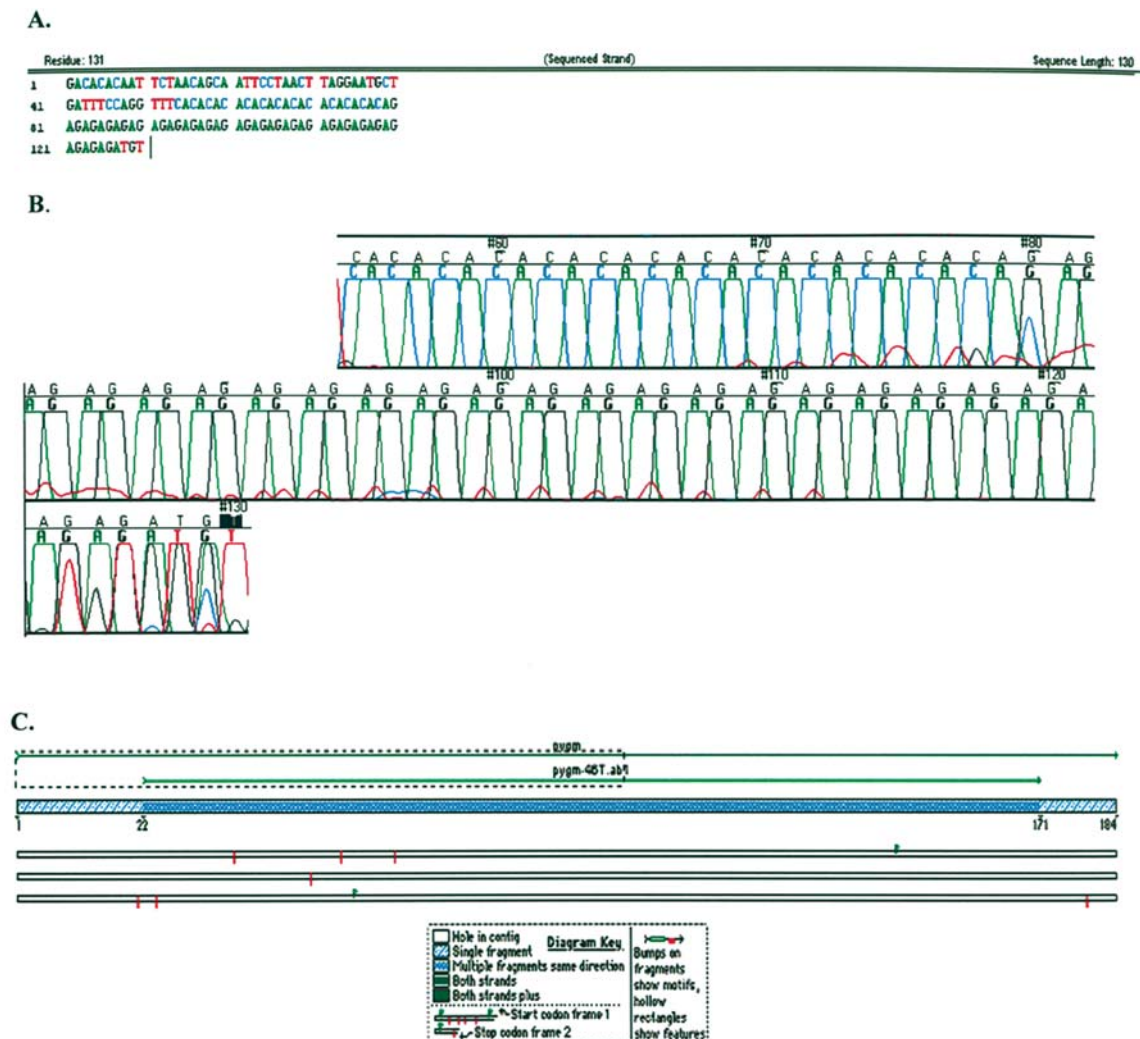 A.
Residue: 131 (Sequenced Strand) Sequence Length: 130
1 GACACACAAT TCTAACAGCA ATTCCTAACT TAGGAATGCT
41 GATTTCCAGG TTTCACACAC ACACACACAC ACACACACAG
81 AGAGAGAGAG AGAGAGAGAG AGAGAGAGAG AGAGAGAGAG
121 AGAGAGATGT
B.
#60 #70 #80
C A C A C A C A C A C A C A C A C A C A C A C A C A G A G
C A C A C A C A C A C A C A C A C A C A C A C A C A G A G
#100 #110 #120
A G A G A G A G A G A G A G A G A G A G A G A G A G A G A G A G A G A G A G A
A G A G A G A G A G A G A G A G A G A G A G A G A G A G A G A G A G A G A G A
#130
A G A G A T G
A G A G A T G T
C.
pygm
pygm-46T.ab1
1 22 171 184
Hole in contig
Diagram Key
Single fragment
Multiple fragments same direction
Both strands
Both strands plus
Start codon frame 1
Stop codon frame 2
Bumps on
fragments
show motifs,
hollow
rectangles
show features